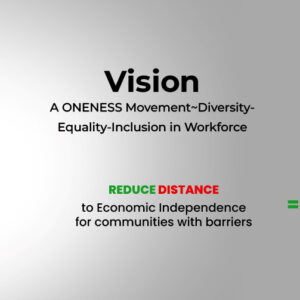 Vision
A ONENESS Movement~Diversity-
Equality-Inclusion in Workforce
REDUCE DISTANCE
to Economic Independence
for communities with barriers
=